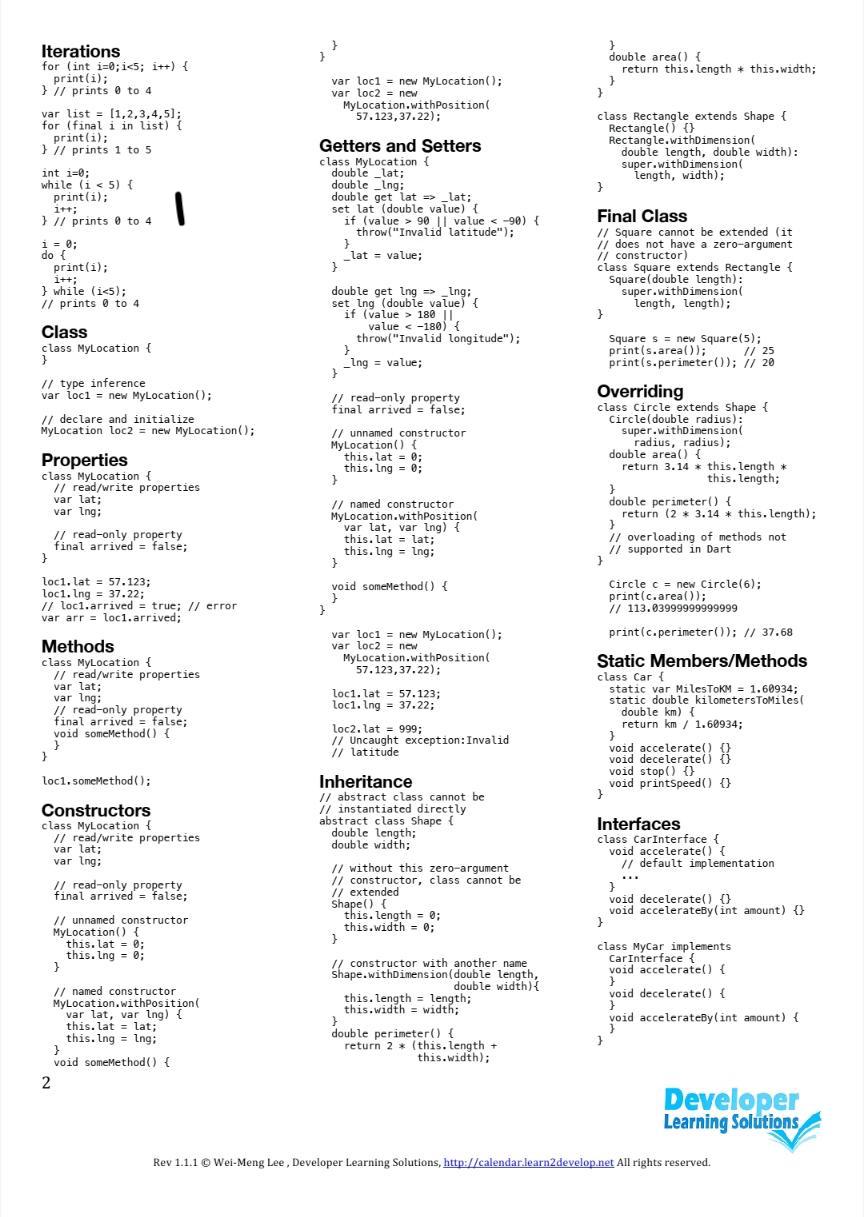 Iterations
for (int i=0;i<5; i++) {
  print(i);
} // prints 0 to 4

var list = [1,2,3,4,5];
for (final i in list) {
  print(i);
} // prints 1 to 5

int i=0;
while (i < 5) {
  print(i);
  i++;
} // prints 0 to 4

i = 0;
do {
  print(i);
  i++;
} while (i<5);
// prints 0 to 4

Class
class MyLocation {
}

// type inference
var loc1 = new MyLocation();

// declare and initialize
MyLocation loc2 = new MyLocation();

Properties
class MyLocation {
  // read/write properties
  var lat;
  var lng;

  // read-only property
  final arrived = false;
}

loc1.lat = 57.123;
loc1.lng = 37.22;
// loc1.arrived = true; // error
var arr = loc1.arrived;

Methods
class MyLocation {
  // read/write properties
  var lat;
  var lng;
  // read-only property
  final arrived = false;
  void someMethod() {
  }
}

loc1.someMethod();

Constructors
class MyLocation {
  // read/write properties
  var lat;
  var lng;

  // read-only property
  final arrived = false;

  // unnamed constructor
  MyLocation() {
    this.lat = 0;
    this.lng = 0;
  }

  // named constructor
  MyLocation.withPosition(
    var lat, var lng) {
    this.lat = lat;
    this.lng = lng;
  }
  void someMethod() {
  }
}

  var loc1 = new MyLocation();
  var loc2 = new
    MyLocation.withPosition(
      57.123,37.22);

Getters and Setters
class MyLocation {
  double _lat;
  double _lng;
  double get lat => _lat;
  set lat (double value) {
    if (value > 90 || value < -90) {
      throw("Invalid latitude");
    }
    _lat = value;
  }

  double get lng => _lng;
  set lng (double value) {
    if (value > 180 ||
        value < -180) {
      throw("Invalid longitude");
    }
    _lng = value;
  }

  // read-only property
  final arrived = false;

  // unnamed constructor
  MyLocation() {
    this.lat = 0;
    this.lng = 0;
  }

  // named constructor
  MyLocation.withPosition(
    var lat, var lng) {
    this.lat = lat;
    this.lng = lng;
  }

  void someMethod() {
  }
}

  var loc1 = new MyLocation();
  var loc2 = new
    MyLocation.withPosition(
      57.123,37.22);

  loc1.lat = 57.123;
  loc1.lng = 37.22;

  loc2.lat = 999;
  // Uncaught exception:Invalid
  // latitude

Inheritance
// abstract class cannot be
// instantiated directly
abstract class Shape {
  double length;
  double width;

  // without this zero-argument
  // constructor, class cannot be
  // extended
  Shape() {
    this.length = 0;
    this.width = 0;
  }

  // constructor with another name
  Shape.withDimension(double length,
                      double width){
    this.length = length;
    this.width = width;
  }
  double perimeter() {
    return 2 * (this.length +
                this.width);
  }
  double area() {
    return this.length * this.width;
  }
}

class Rectangle extends Shape {
  Rectangle() {}
  Rectangle.withDimension(
    double length, double width):
    super.withDimension(
      length, width);
}

Final Class
// Square cannot be extended (it
// does not have a zero-argument
// constructor)
class Square extends Rectangle {
  Square(double length):
    super.withDimension(
      length, length);
}

  Square s = new Square(5);
  print(s.area());      // 25
  print(s.perimeter()); // 20

Overriding
class Circle extends Shape {
  Circle(double radius):
    super.withDimension(
      radius, radius);
  double area() {
    return 3.14 * this.length *
                  this.length;
  }
  double perimeter() {
    return (2 * 3.14 * this.length);
  }
  // overloading of methods not
  // supported in Dart
}

  Circle c = new Circle(6);
  print(c.area());
  // 113.03999999999999

  print(c.perimeter()); // 37.68

Static Members/Methods
class Car {
  static var MilesToKM = 1.60934;
  static double kilometersToMiles(
    double km) {
    return km / 1.60934;
  }
  void accelerate() {}
  void decelerate() {}
  void stop() {}
  void printSpeed() {}
}

Interfaces
class CarInterface {
  void accelerate() {
    // default implementation
    ...
  }
  void decelerate() {}
  void accelerateBy(int amount) {}
}

class MyCar implements
  CarInterface {
  void accelerate() {
  }
  void decelerate() {
  }
  void accelerateBy(int amount) {
  }
}

2
Developer
Learning Solutions
Rev 1.1.1 © Wei-Meng Lee , Developer Learning Solutions, http://calendar.learn2develop.net All rights reserved.